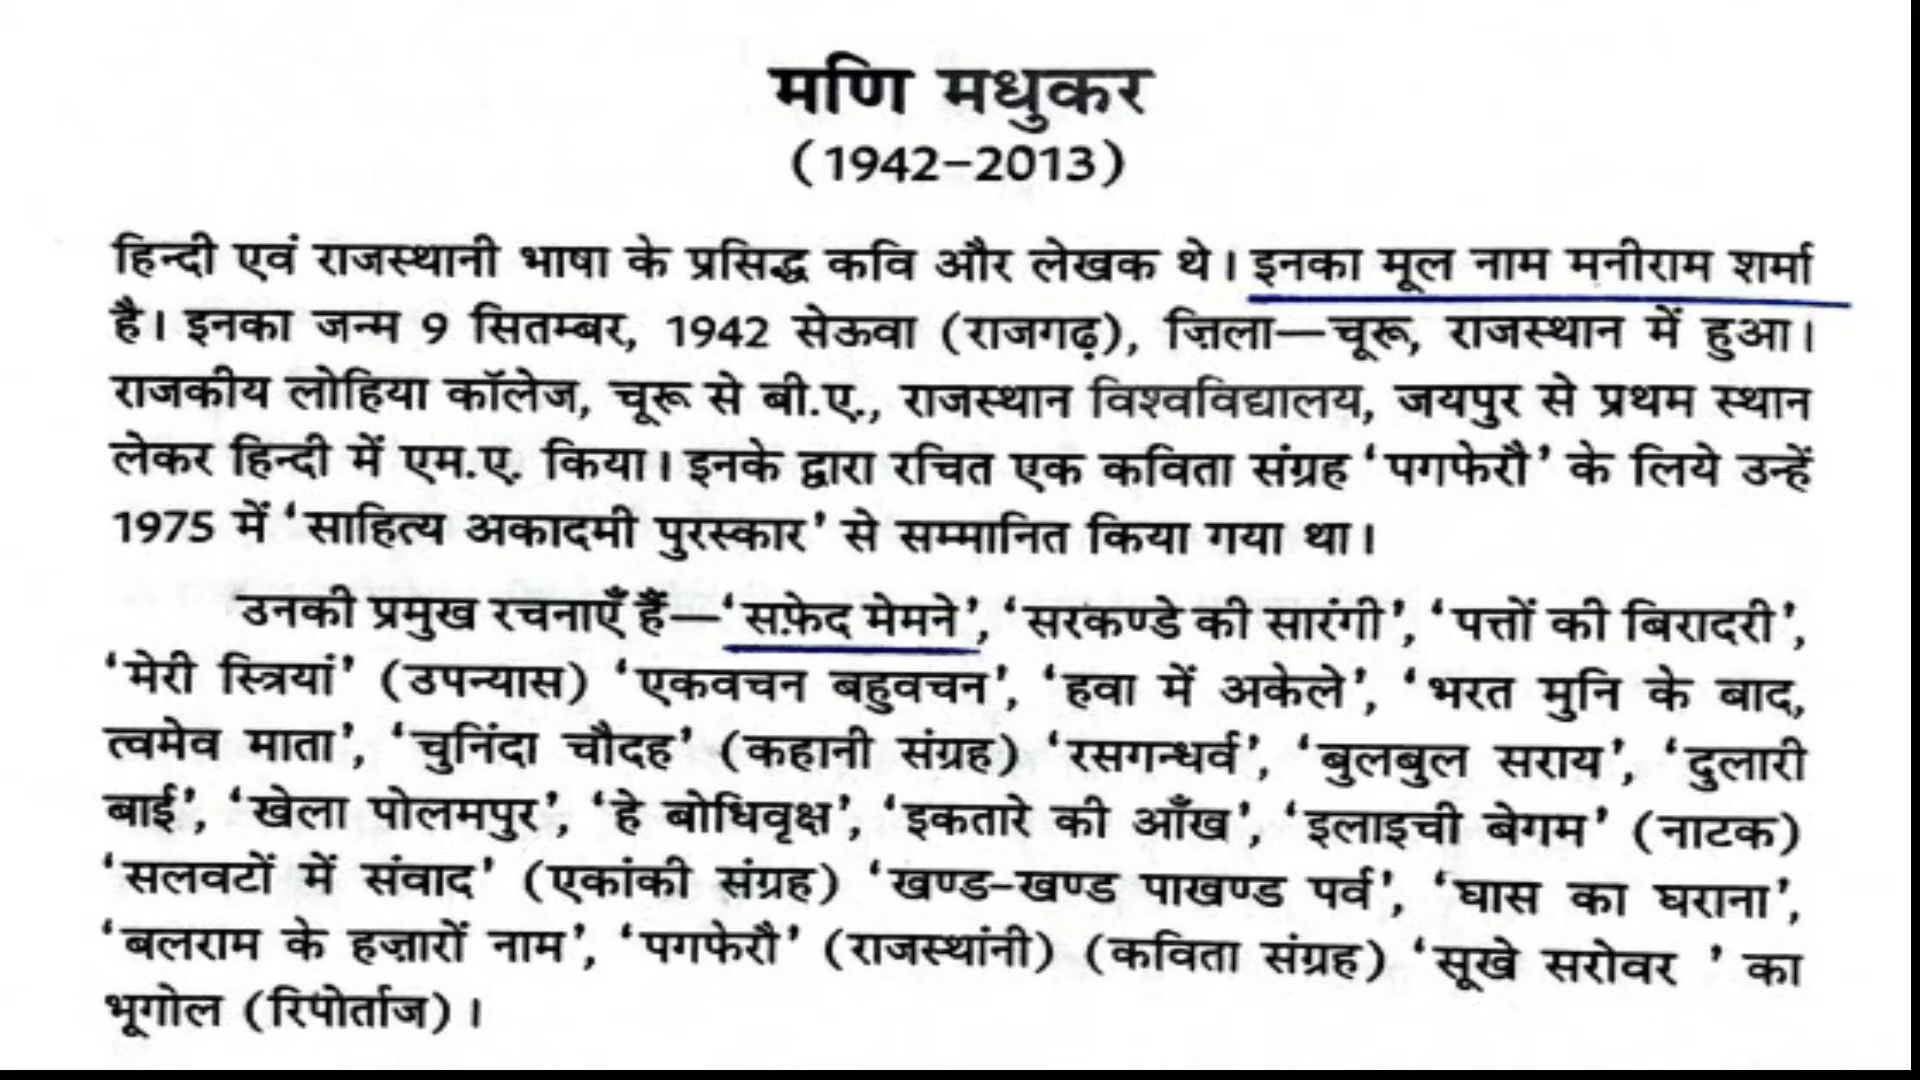 मणि मधुकर
(1942–2013)
हिन्दी एवं राजस्थानी भाषा के प्रसिद्ध कवि और लेखक थे। इनका मूल नाम मनीराम शर्मा
है। इनका जन्म 9 सितम्बर, 1942 सेऊवा (राजगढ़), ज़िला—चूरू, राजस्थान में हुआ।
राजकीय लोहिया कॉलेज, चूरू से बी.ए., राजस्थान विश्वविद्यालय, जयपुर से प्रथम स्थान
लेकर हिन्दी में एम.ए. किया। इनके द्वारा रचित एक कविता संग्रह ‘पगफेरौ’ के लिये उन्हें
1975 में ‘साहित्य अकादमी पुरस्कार’ से सम्मानित किया गया था।
उनकी प्रमुख रचनाएँ हैं—‘सफ़ेद मेमने’, ‘सरकण्डे की सारंगी’, ‘पत्तों की बिरादरी’,
‘मेरी स्त्रियां’ (उपन्यास) ‘एकवचन बहुवचन’, ‘हवा में अकेले’, ‘भरत मुनि के बाद,
त्वमेव माता’, ‘चुनिंदा चौदह’ (कहानी संग्रह) ‘रसगन्धर्व’, ‘बुलबुल सराय’, ‘दुलारी
बाई’, ‘खेला पोलमपुर’, ‘हे बोधिवृक्ष’, ‘इकतारे की आँख’, ‘इलाइची बेगम’ (नाटक)
‘सलवटों में संवाद’ (एकांकी संग्रह) ‘खण्ड-खण्ड पाखण्ड पर्व’, ‘घास का घराना’,
‘बलराम के हज़ारों नाम’, ‘पगफेरौ’ (राजस्थांनी) (कविता संग्रह) ‘सूखे सरोवर ’ का
भूगोल (रिपोर्ताज)।